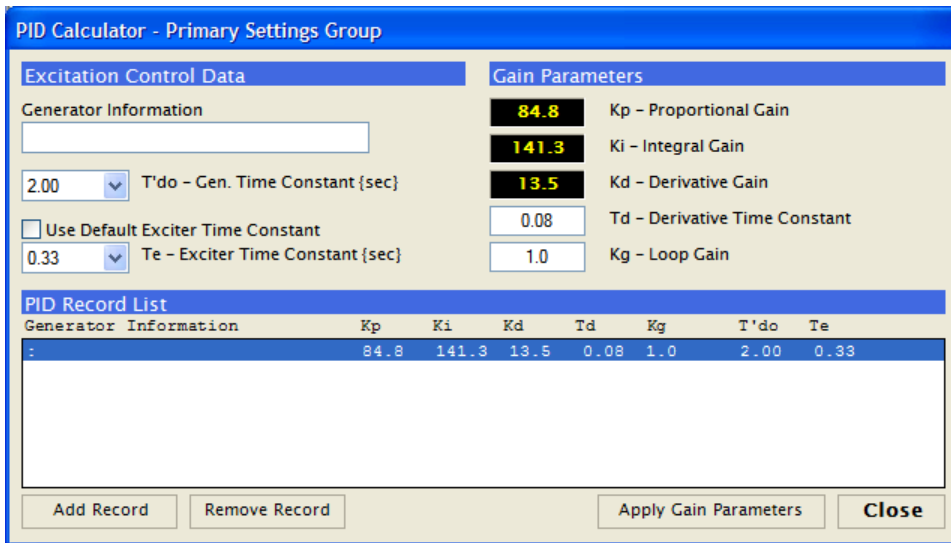 PID Calculator - Primary Settings Group
Excitation Control Data
Generator Information
2.00 T'do - Gen. Time Constant {sec}
Use Default Exciter Time Constant
0.33 Te - Exciter Time Constant {sec}
Gain Parameters
84.8 Kp - Proportional Gain
141.3 Ki - Integral Gain
13.5 Kd - Derivative Gain
0.08 Td - Derivative Time Constant
1.0 Kg - Loop Gain
PID Record List
Generator Information Kp Ki Kd Td Kg T'do Te
: 84.8 141.3 13.5 0.08 1.0 2.00 0.33
Add Record Remove Record Apply Gain Parameters Close